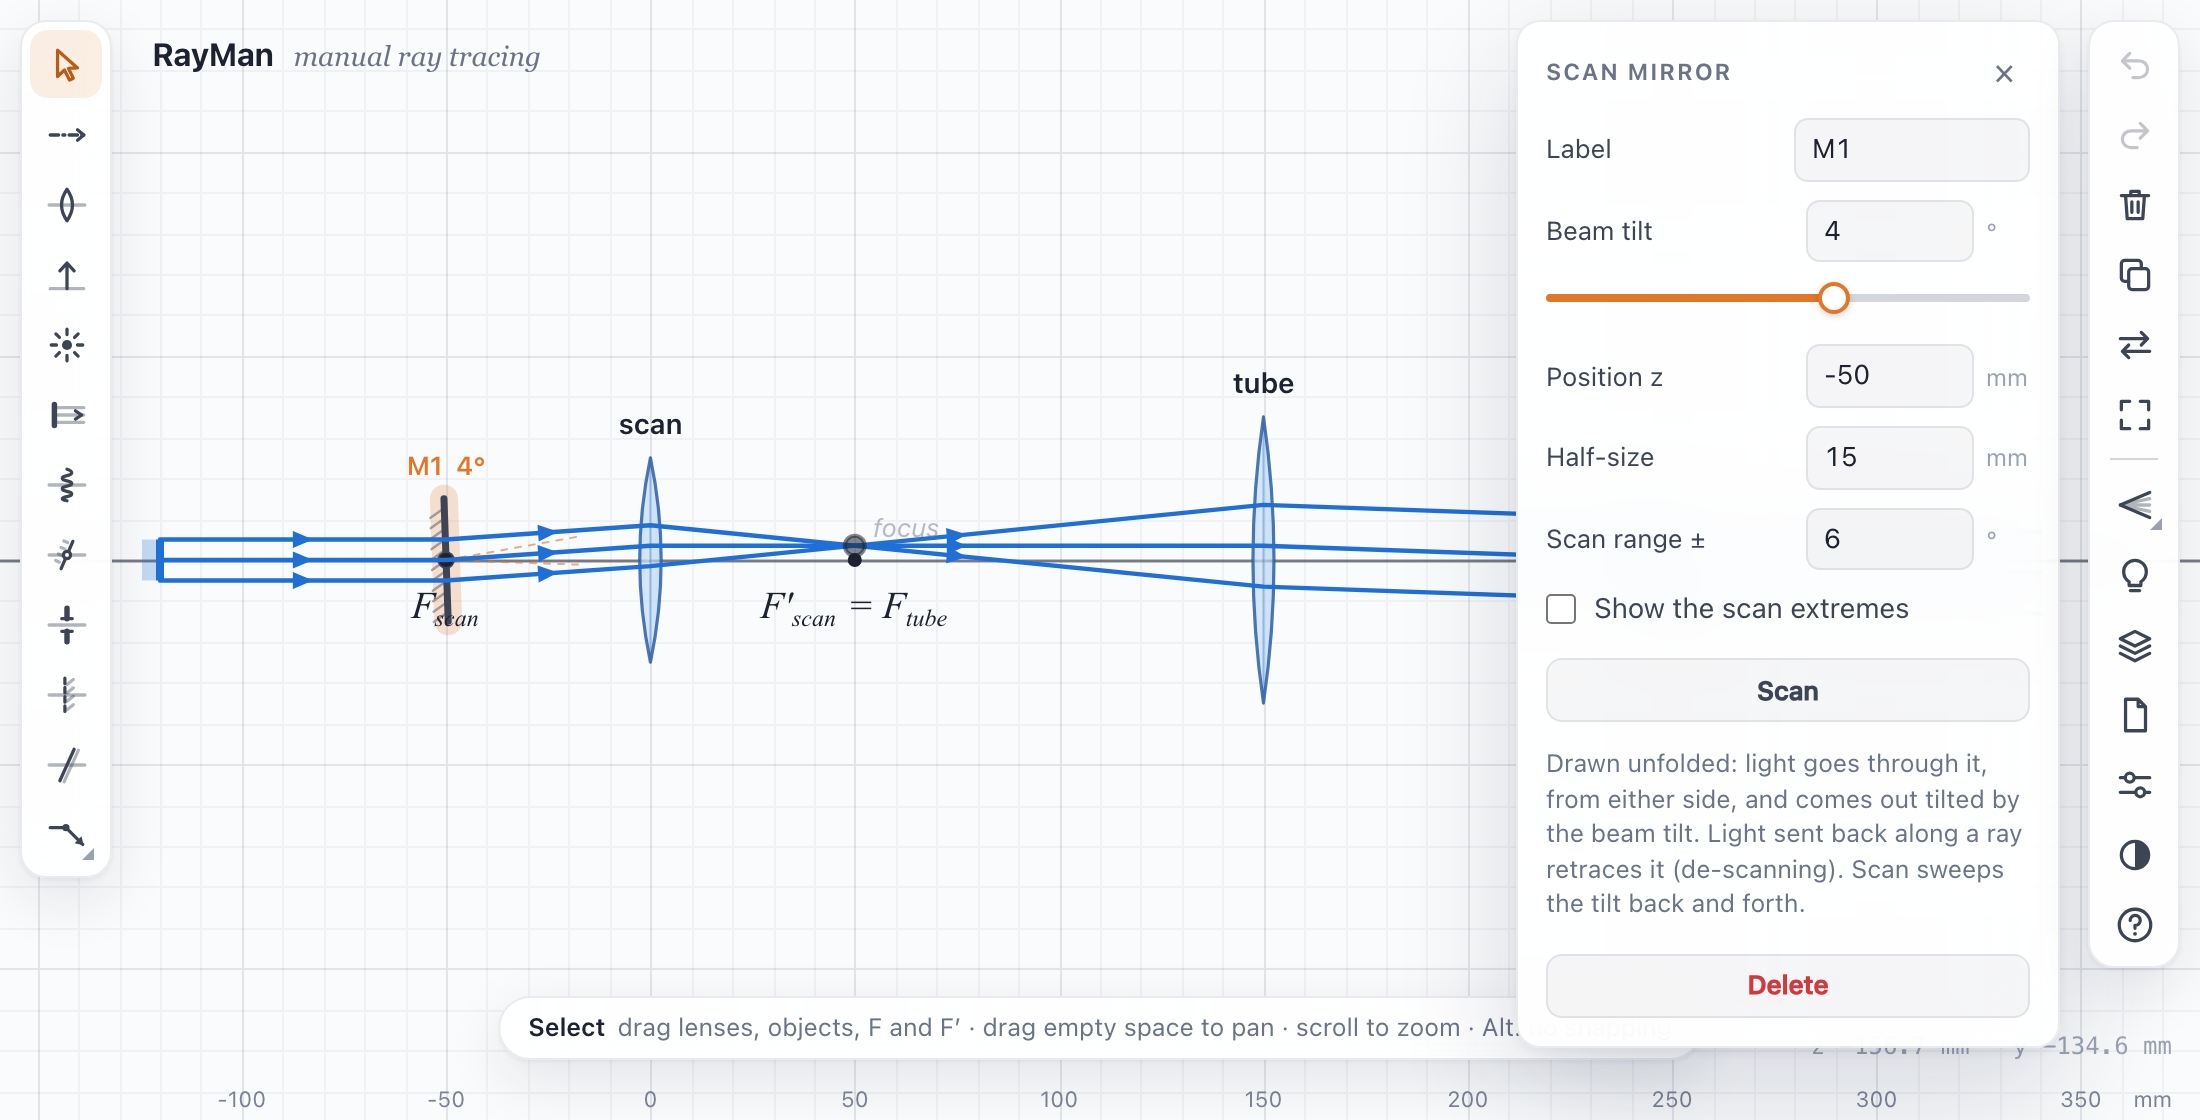 RayMan manual ray tracing
SCAN MIRROR
Label M1
Beam tilt 4 °
Position z -50 mm
Half-size 15 mm
Scan range ± 6 °
Show the scan extremes
Scan
Drawn unfolded: light goes through it,
from either side, and comes out tilted by
the beam tilt. Light sent back along a ray
retraces it (de-scanning). Scan sweeps
the tilt back and forth.
Delete
tube
scan
M1 4°
focus
Fscan
F'scan = Ftube
Select drag lenses, objects, F and F′ · drag empty space to pan · scroll to zoom · Alt: no snapping
-134.6 mm
-100 -50 0 50 100 150 200 250 300 350 mm